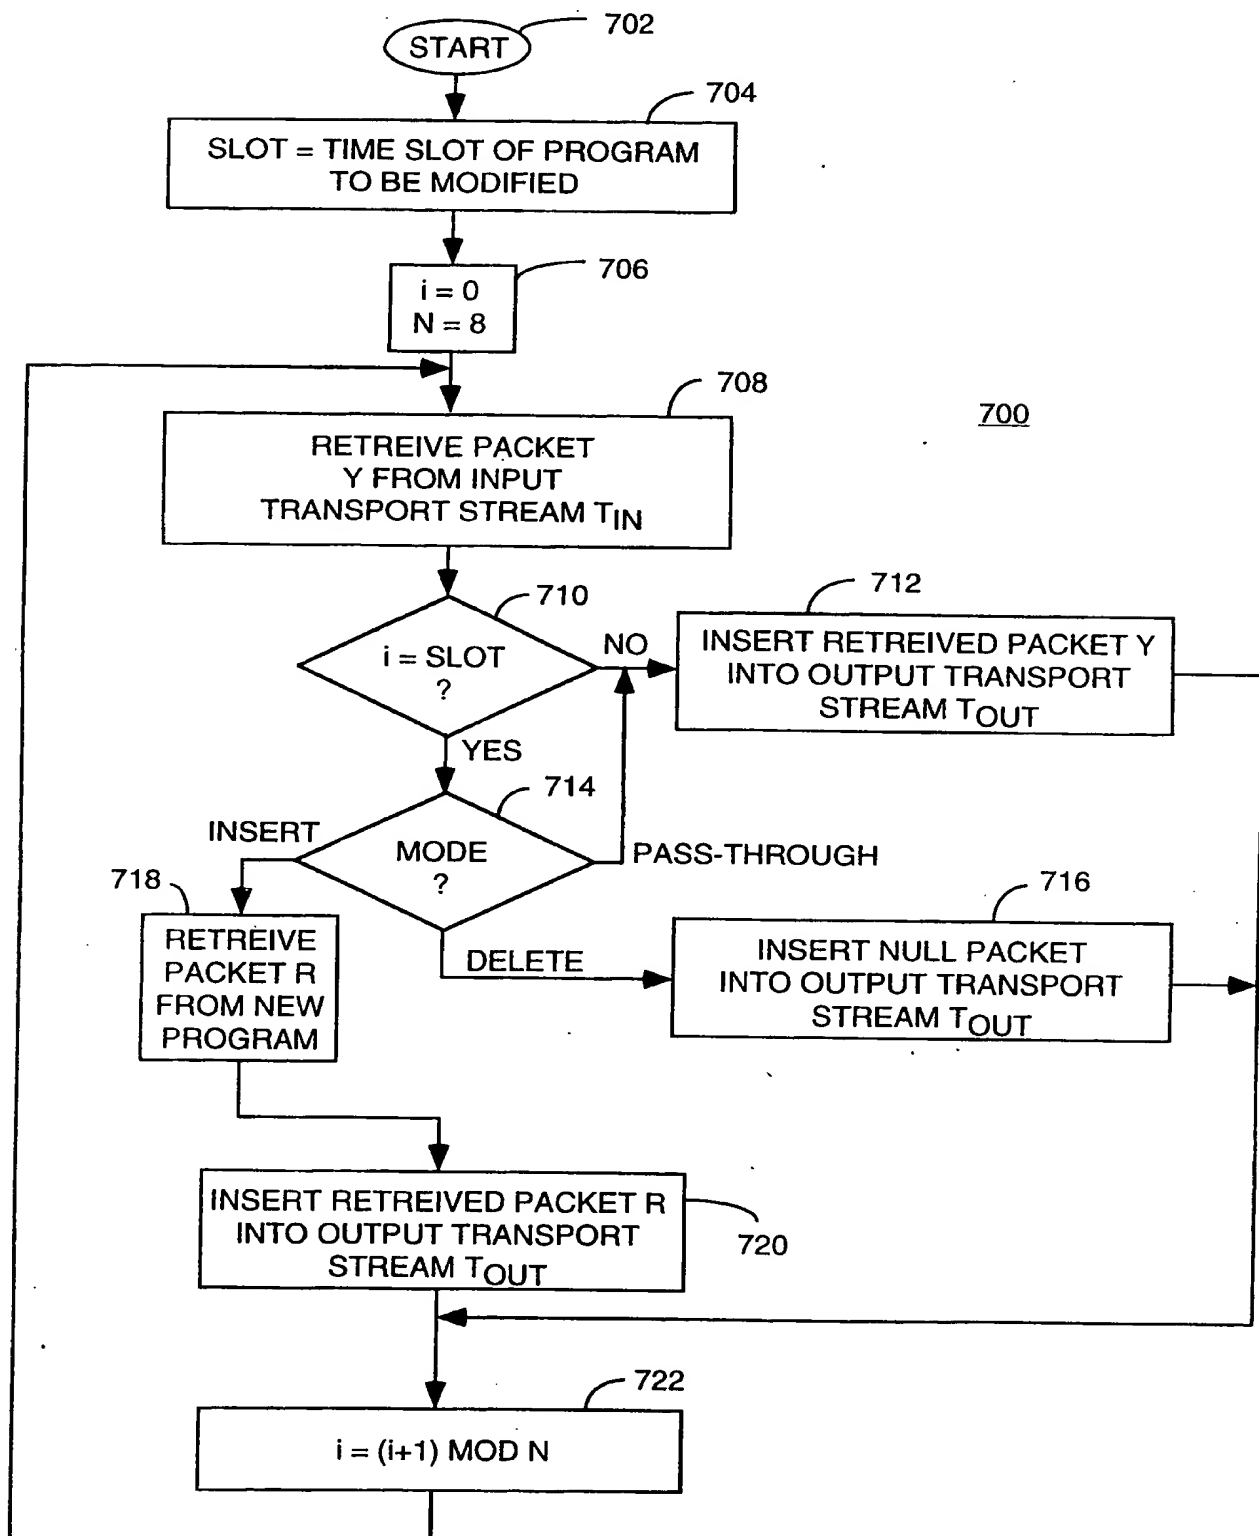 702
START
704
SLOT = TIME SLOT OF PROGRAM
TO BE MODIFIED
706
i = 0
N = 8
708
700
RETREIVE PACKET
Y FROM INPUT
TRANSPORT STREAM TIN
710
712
i = SLOT
?
NO
INSERT RETREIVED PACKET Y
INTO OUTPUT TRANSPORT
STREAM TOUT
YES
714
INSERT
MODE
?
PASS-THROUGH
718
716
RETREIVE
PACKET R
FROM NEW
PROGRAM
DELETE
INSERT NULL PACKET
INTO OUTPUT TRANSPORT
STREAM TOUT
INSERT RETREIVED PACKET R
INTO OUTPUT TRANSPORT
STREAM TOUT
720
722
i = (i+1) MOD N